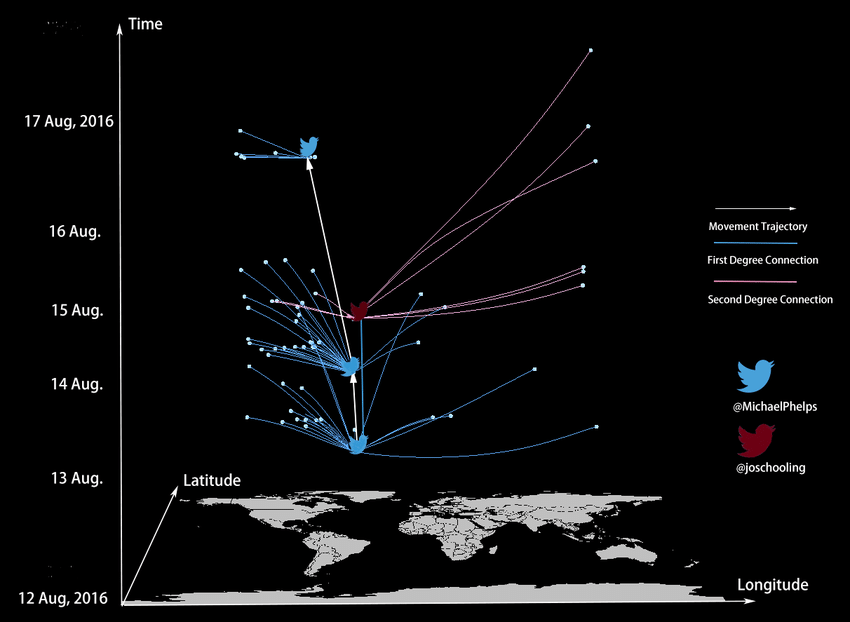 Time
17 Aug, 2016
16 Aug.
15 Aug.
14 Aug.
13 Aug.
12 Aug, 2016
Latitude
Longitude
Movement Trajectory
First Degree Connection
Second Degree Connection
@MichaelPhelps
@joschooling